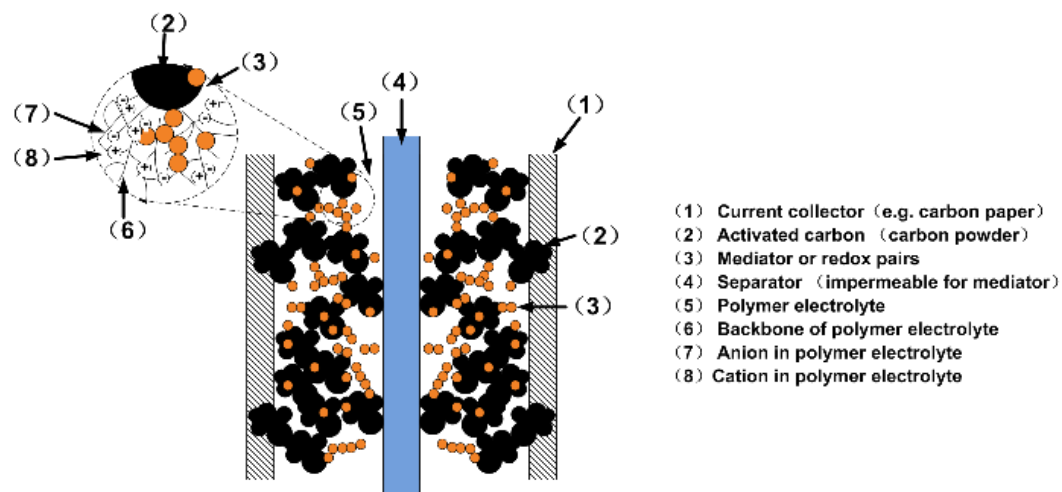 （2）
（3）
（4）
（1）
（5）
（7）
（8）
（6）
（2）
（3）
（1） Current collector （e.g. carbon paper）
（2） Activated carbon （carbon powder）
（3） Mediator or redox pairs
（4） Separator （impermeable for mediator）
（5） Polymer electrolyte
（6） Backbone of polymer electrolyte
（7） Anion in polymer electrolyte
（8） Cation in polymer electrolyte